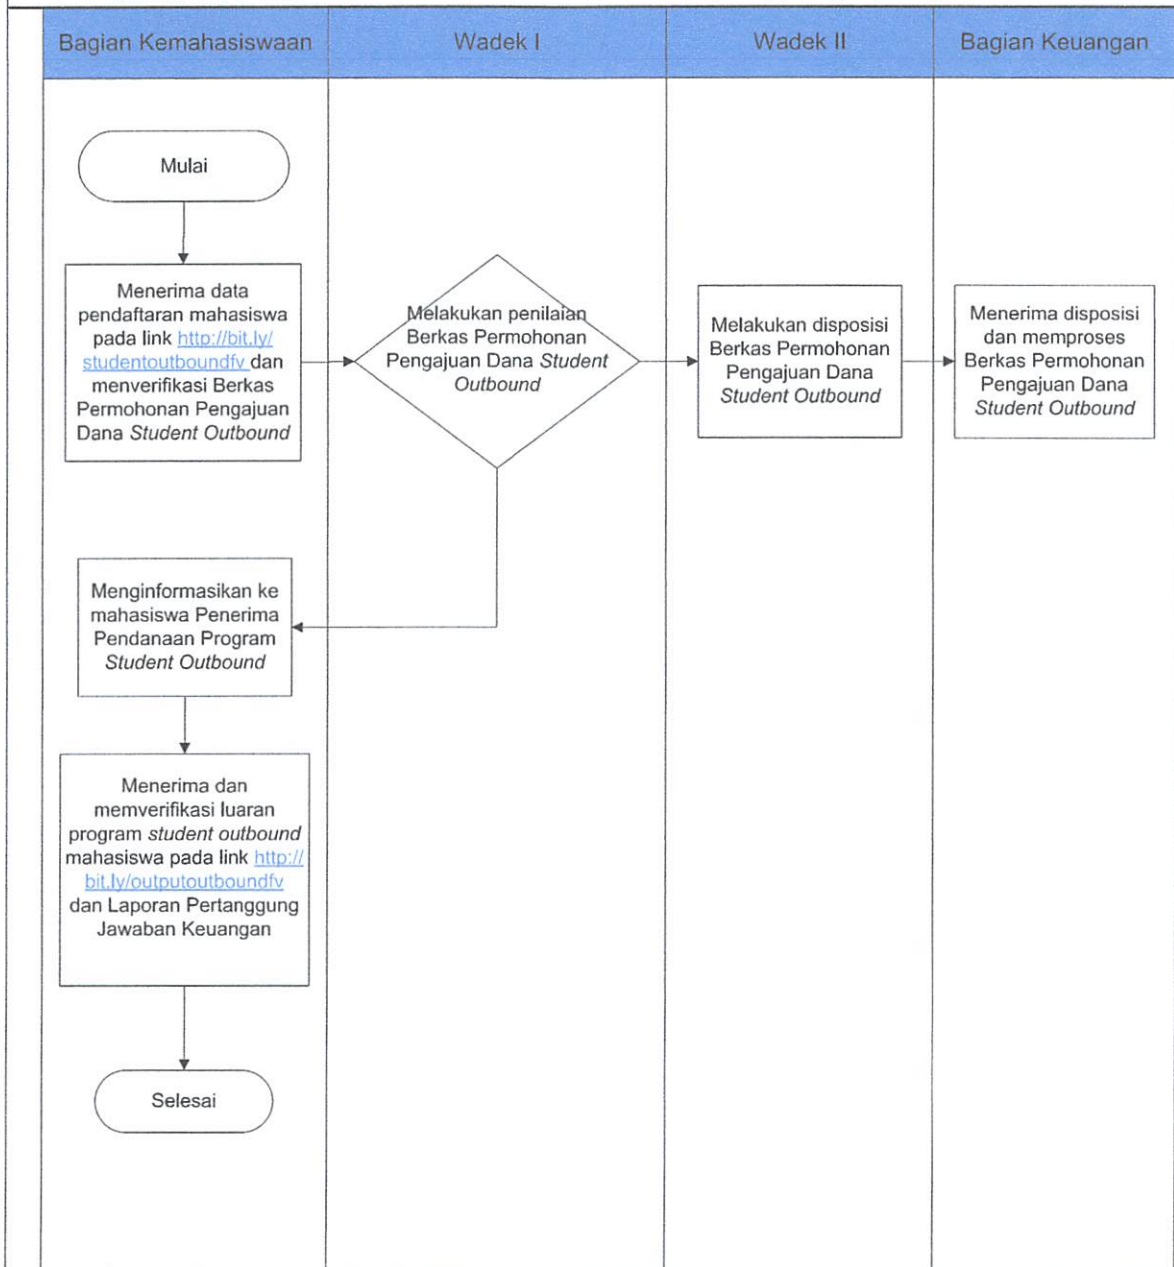 Bagian Kemahasiswaan
Wadek I
Wadek II
Bagian Keuangan
Mulai
Menerima data
pendaftaran mahasiswa
pada link http://bit.ly/
studentoutboundfv dan
menverifikasi Berkas
Permohonan Pengajuan
Dana Student Outbound
Melakukan penilaian
Berkas Permohonan
Pengajuan Dana Student
Outbound
Melakukan disposisi
Berkas Permohonan
Pengajuan Dana
Student Outbound
Menerima disposisi
dan memproses
Berkas Permohonan
Pengajuan Dana
Student Outbound
Menginformasikan ke
mahasiswa Penerima
Pendanaan Program
Student Outbound
Menerima dan
memverifikasi luaran
program student outbound
mahasiswa pada link http://
bit.ly/outputoutboundfv
dan Laporan Pertanggung
Jawaban Keuangan
Selesai